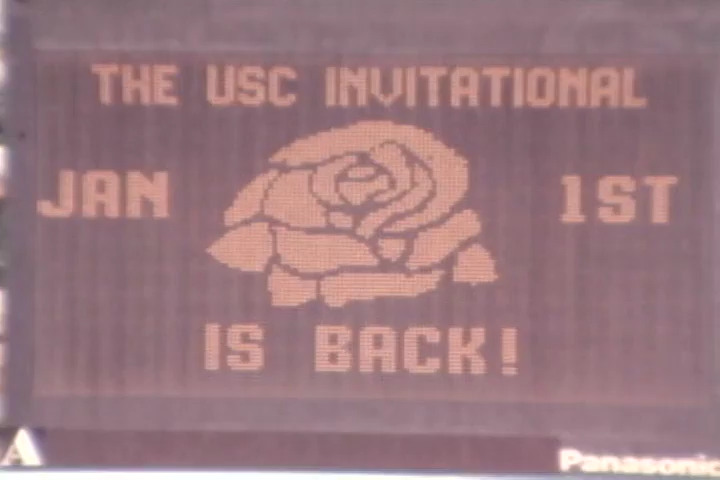 THE USC INVITATIONAL
JAN 1ST
IS BACK!
A
Panasonic